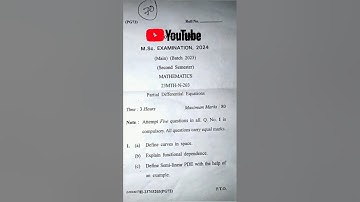 (PG75)
Roll No.
YouTube
M.Sc. EXAMINATION, 2024
(Main) (Batch 2023)
(Second Semester)
MATHEMATICS
23MTH-N-203
Partial Differential Equations
Time : 3 Hours Maximum Marks : 80
Note : Attempt Five questions in all. Q. No. 1 is
compulsory. All questions carry equal marks.
1. (a) Define curves in space.
(b) Explain functional dependence.
(c) Define Semi-linear PDE with the help of
an example.
P.T.O.